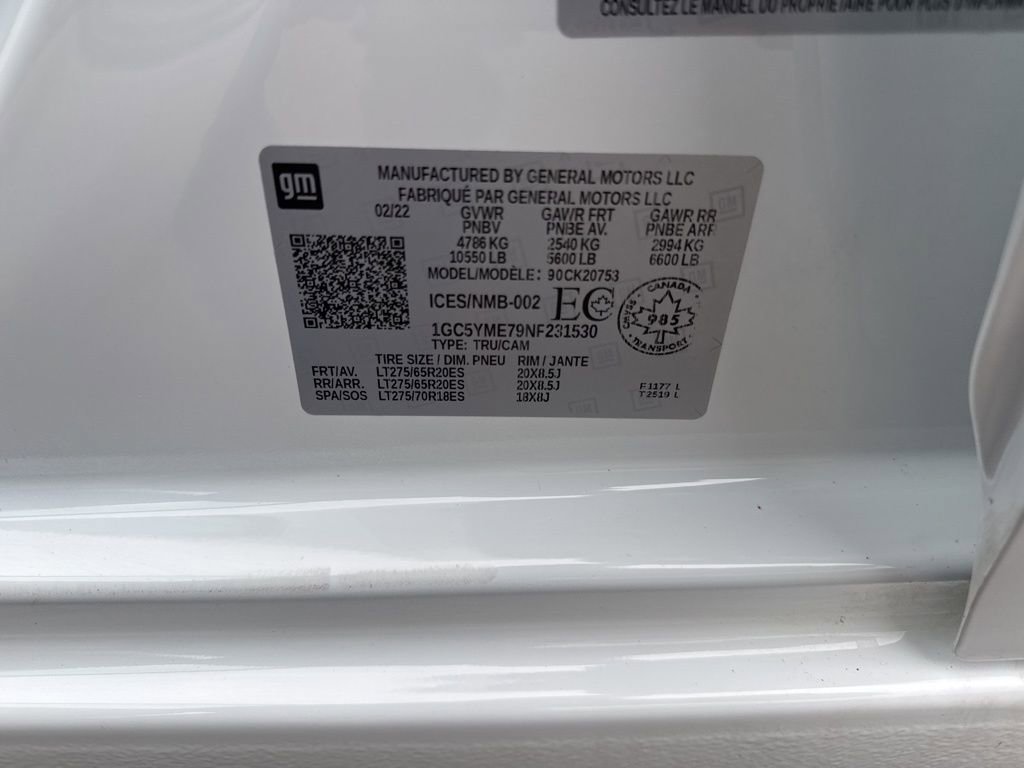 CONSULTEZ LE MANUEL DU PROPRIÉTAIRE POUR PLUS
gm
MANUFACTURED BY GENERAL MOTORS LLC
FABRIQUÉ PAR GENERAL MOTORS LLC
02/22 GVWR GAWR FRT GAWR RR
PNBV PNBE AV. PNBE ARR
4786 KG 2540 KG 2994 KG
10550 LB 5600 LB 6600 LB
MODEL/MODÈLE: 90CK20753
ICES/NMB-002 EC
CANADA
CMVSS
985
TRANSPORT
1GC5YME79NF231530
TYPE: TRU/CAM
TIRE SIZE / DIM. PNEU RIM / JANTE
FRT/AV. LT275/65R20ES 20X8.5J
RR/ARR. LT275/65R20ES 20X8.5J F1177 L
SPA/SOS LT275/70R18ES 18X8J T2519 L